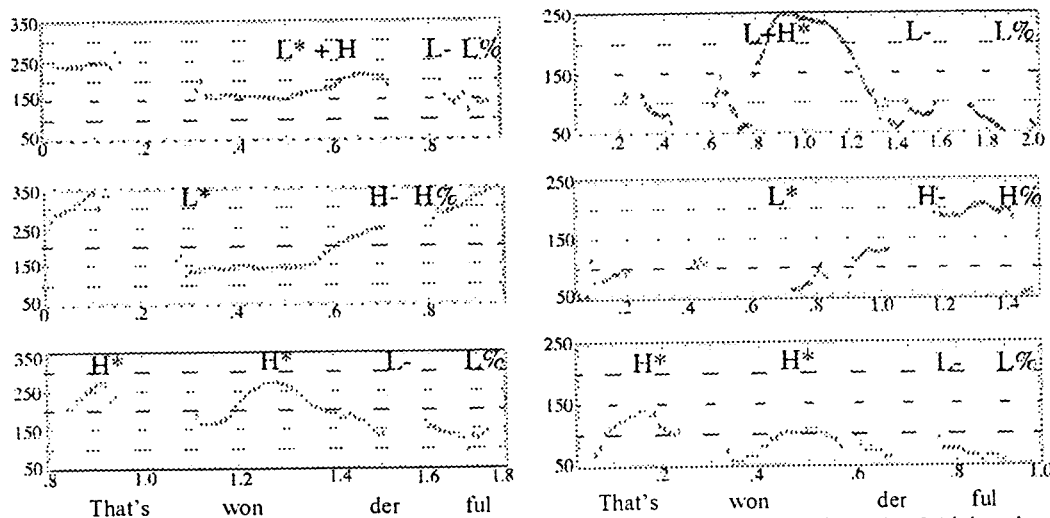 350
250
150
50
L* + H L- L%
0 .2 .4 .6 .8
350
250
150
50
L* H- H%
0 .2 .4 .6 .8
350
250
150
50
H* H* L- L%
.8 1.0 1.2 1.4 1.6 1.8
That's won der ful
250
150
50
L+H* L- L%
.2 .4 .6 .8 1.0 1.2 1.4 1.6 1.8 2.0
250
150
50
L* H- H%
.2 .4 .6 .8 1.0 1.2 1.4
250
150
50
H* H* L- L%
.2 .4 .6 .8 1.0
That's won der ful